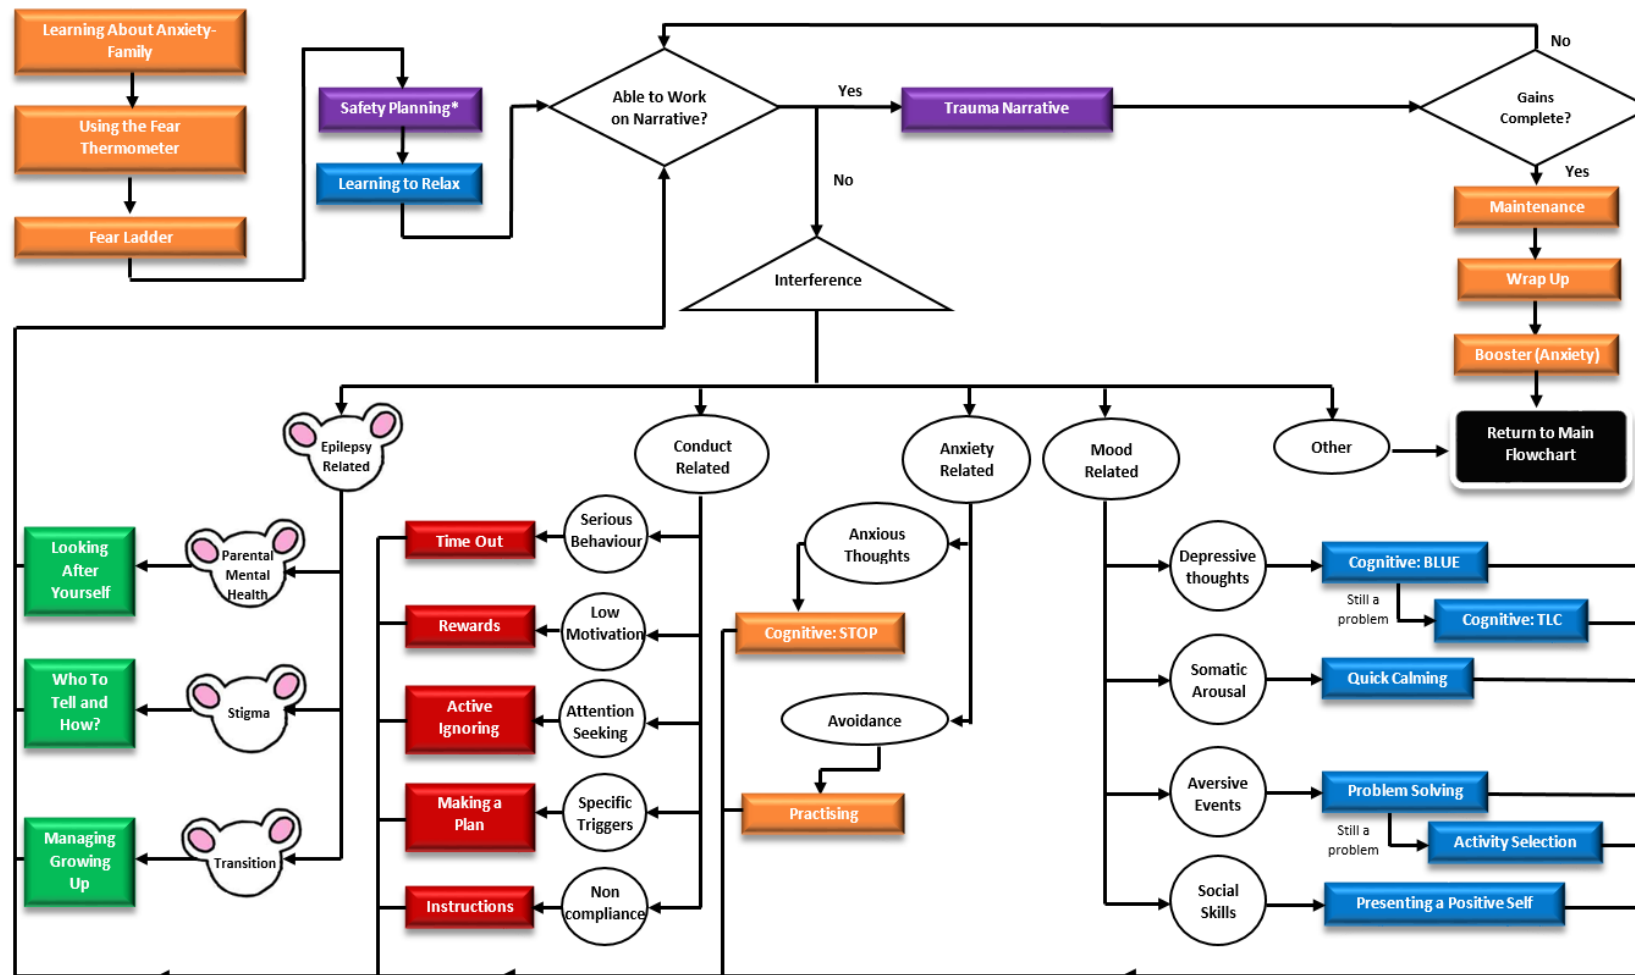 Learning About Anxiety-
Family
Using the Fear
Thermometer
Fear Ladder
Safety Planning*
Learning to Relax
Able to Work
on Narrative?
Yes
No
Trauma Narrative
Gains
Complete?
No
Yes
Maintenance
Wrap Up
Booster (Anxiety)
Return to Main
Flowchart
Interference
Epilepsy
Related
Conduct
Related
Anxiety
Related
Mood
Related
Other
Parental
Mental
Health
Looking
After
Yourself
Stigma
Who To
Tell and
How?
Transition
Managing
Growing
Up
Serious
Behaviour
Time Out
Low
Motivation
Rewards
Attention
Seeking
Active
Ignoring
Specific
Triggers
Making a
Plan
Non
compliance
Instructions
Anxious
Thoughts
Cognitive: STOP
Avoidance
Practising
Depressive
thoughts
Cognitive: BLUE
Still a
problem
Cognitive: TLC
Somatic
Arousal
Quick Calming
Aversive
Events
Problem Solving
Still a
problem
Activity Selection
Social
Skills
Presenting a Positive Self